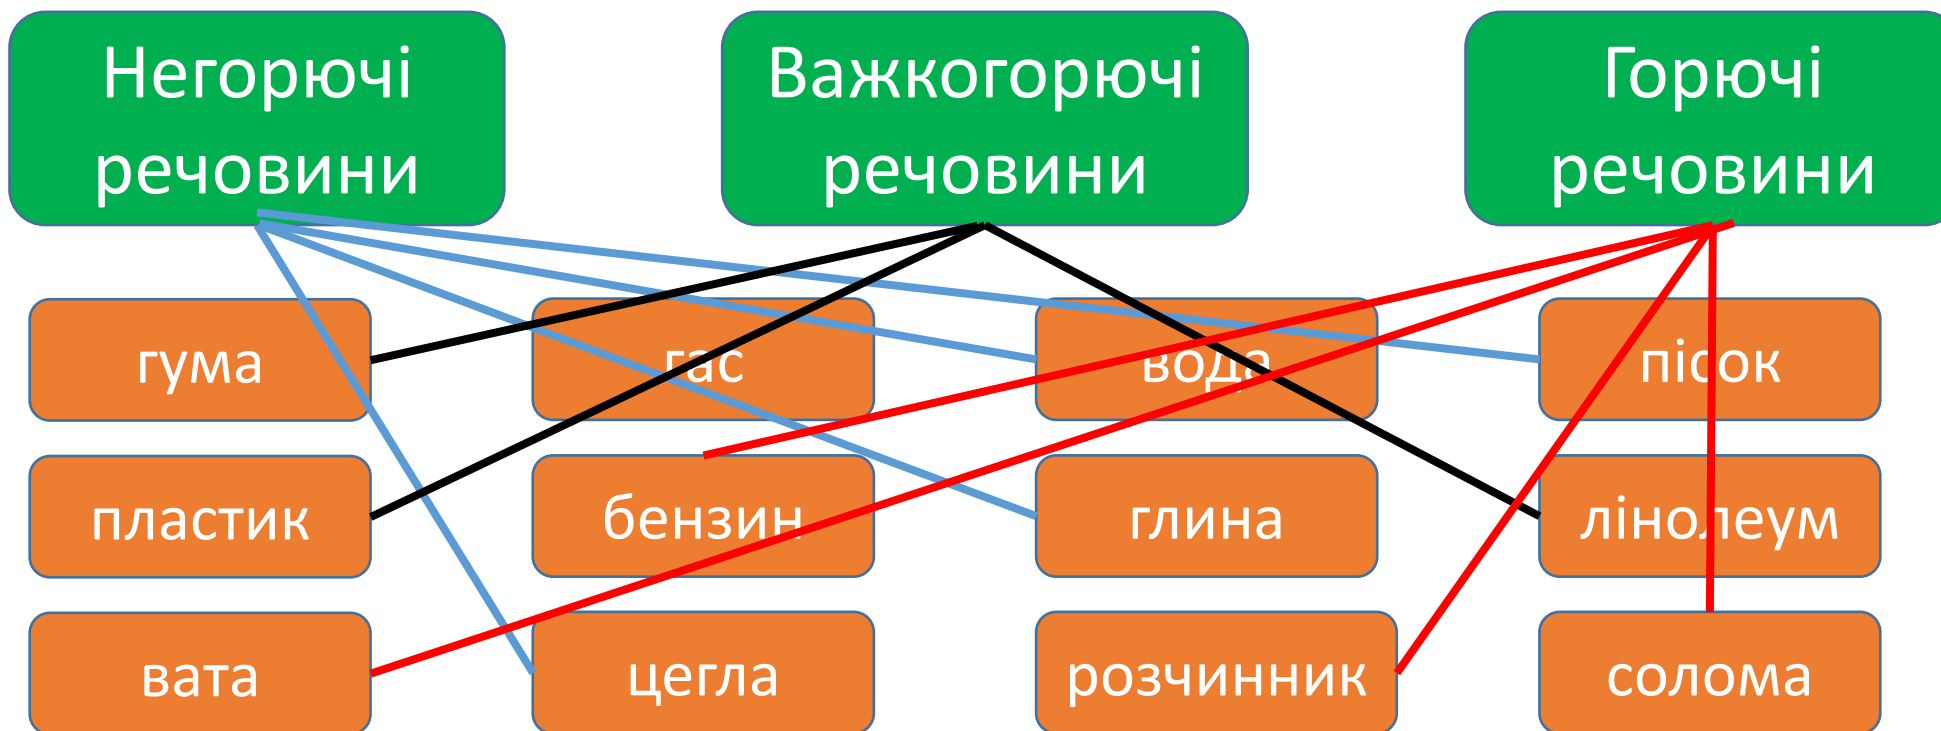 Негорючі
речовини
Важкогорючі
речовини
Горючі
речовини
гума
гас
вода
пісок
пластик
бензин
глина
лінолеум
вата
цегла
розчинник
солома